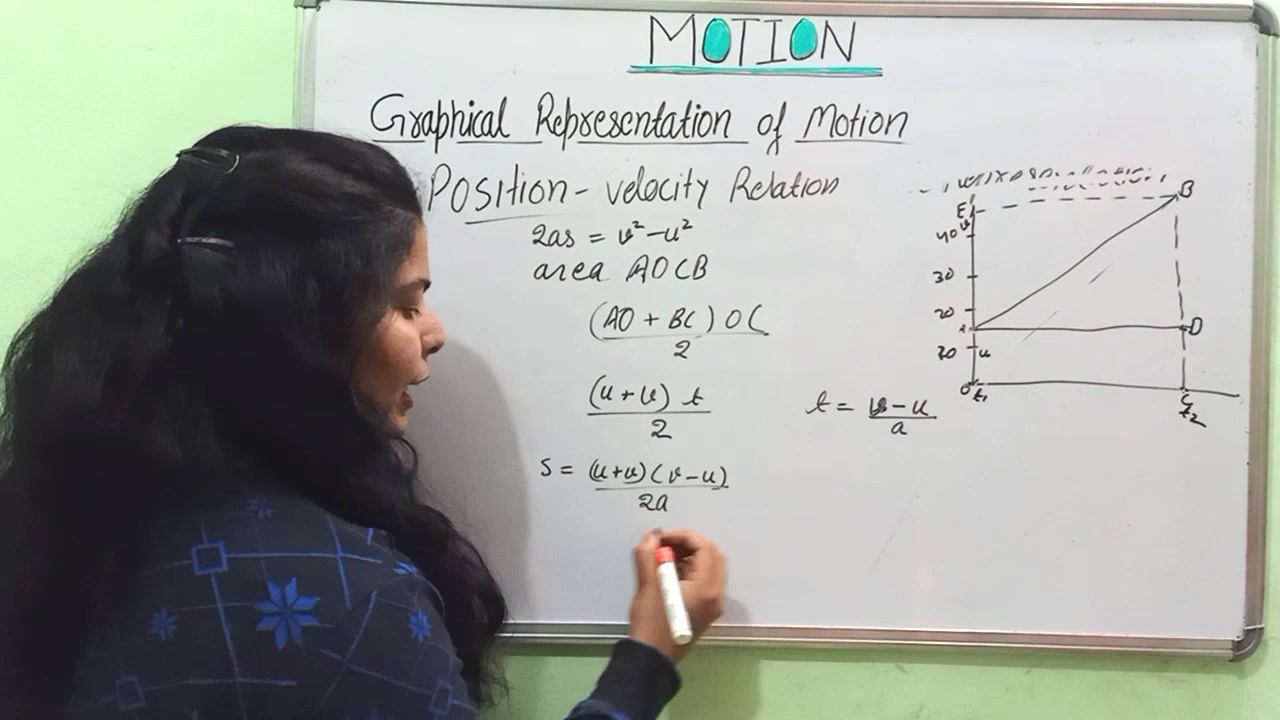 MOTION
Graphical Representation of Motion
Position - velocity Relation
2as = v² - u²
area AOCB
(AO + BC) OC
2
(u + v) t
2
t = v - u
a
s = (u+v)(v-u)
2a
E
B
v
40
30
20
A
D
20
u
O
t₁
C
t₂